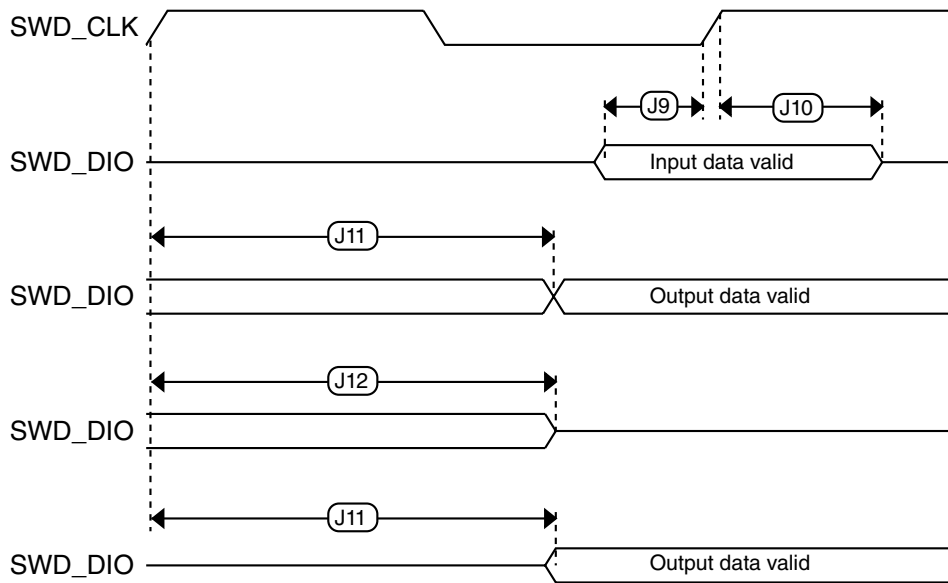 SWD_CLK
J9
J10
SWD_DIO
Input data valid
J11
SWD_DIO
Output data valid
J12
SWD_DIO
J11
SWD_DIO
Output data valid